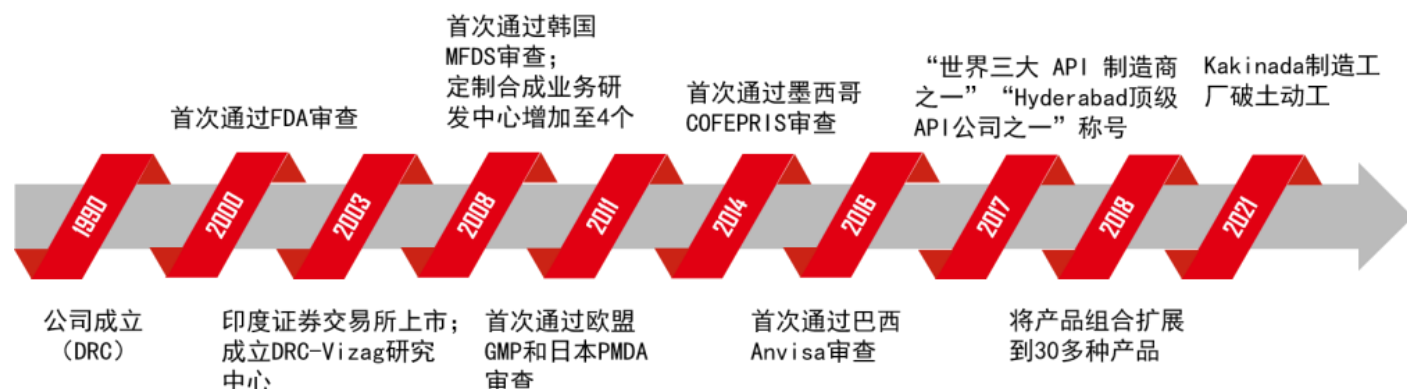 首次通过韩国
MFDS审查；
定制合成业务研
发中心增加至4个
首次通过FDA审查
首次通过墨西哥
COFEPRIS审查
“世界三大 API 制造商
之一”“Hyderabad顶级
API公司之一”称号
Kakinada制造工
厂破土动工
1990
2000
2003
2008
2011
2014
2016
2017
2018
2021
公司成立
（DRC）
印度证券交易所上市；
成立DRC-Vizag研究
中心
首次通过欧盟
GMP和日本PMDA
审查
首次通过巴西
Anvisa审查
将产品组合扩展
到30多种产品